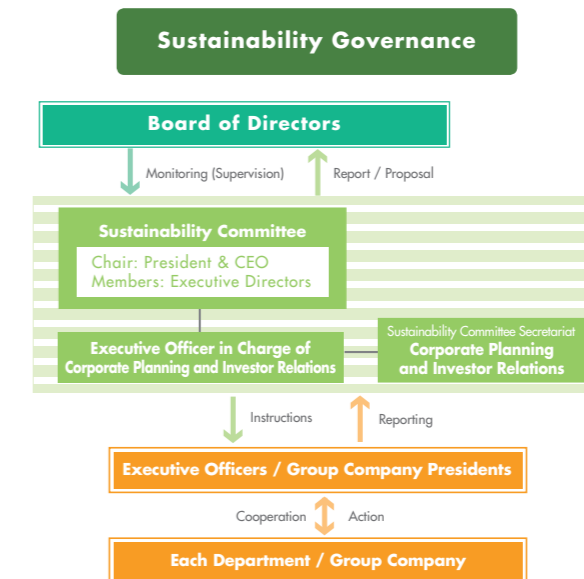 Sustainability Governance
Board of Directors
Monitoring (Supervision)
Report / Proposal
Sustainability Committee
Chair: President & CEO
Members: Executive Directors
Executive Officer in Charge of
Corporate Planning and Investor Relations
Sustainability Committee Secretariat
Corporate Planning
and Investor Relations
Instructions
Reporting
Executive Officers / Group Company Presidents
Cooperation
Action
Each Department / Group Company